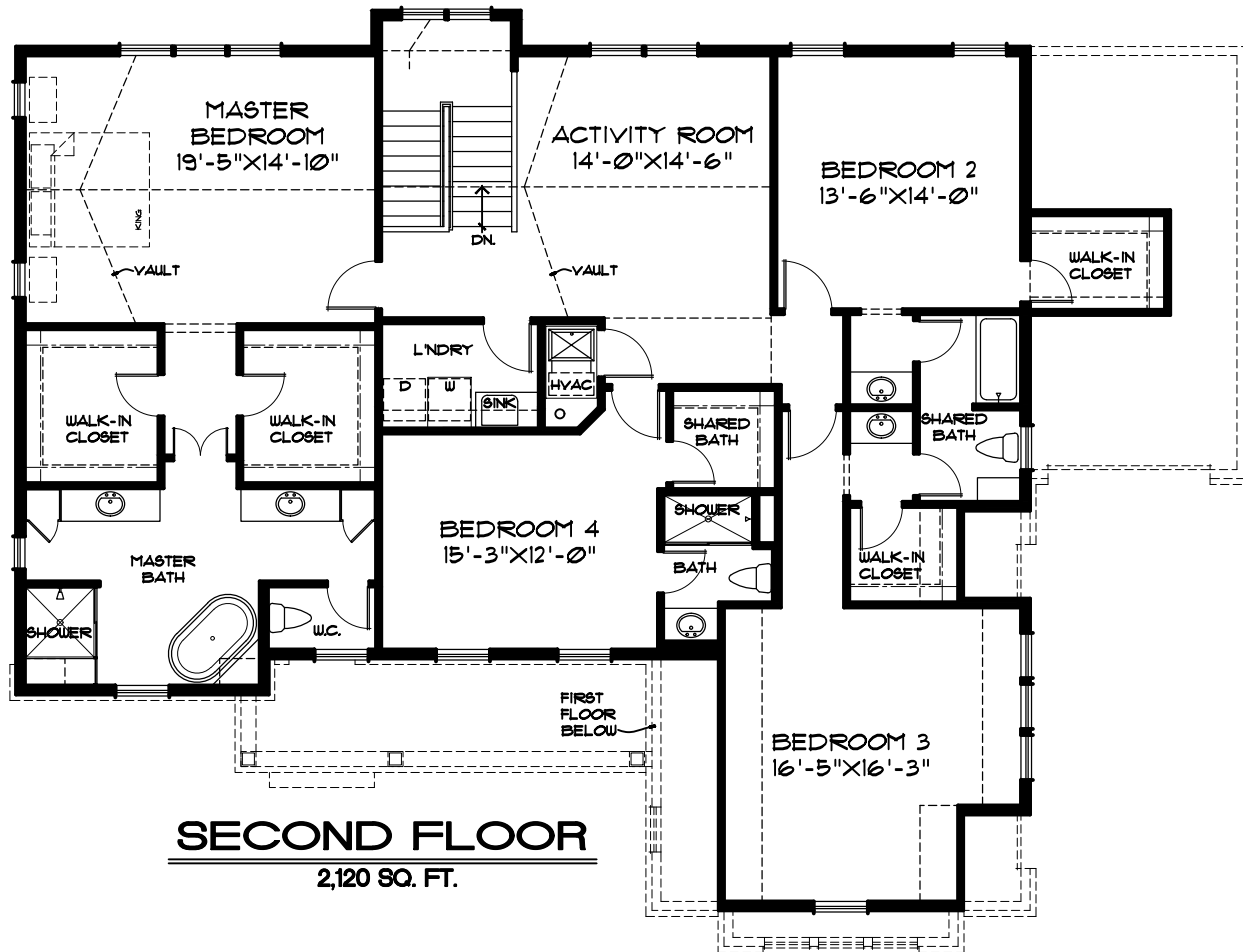 MASTER
BEDROOM
19'-5"X14'-10"
ACTIVITY ROOM
14'-0"X14'-6"
BEDROOM 2
13'-6"X14'-0"
KING
DN.
VAULT
VAULT
WALK-IN
CLOSET
L'NDRY
D
W
SINK
HVAC
WALK-IN
CLOSET
WALK-IN
CLOSET
SHARED
BATH
SHARED
BATH
BEDROOM 4
15'-3"X12'-0"
SHOWER
BATH
WALK-IN
CLOSET
MASTER
BATH
SHOWER
W.C.
FIRST
FLOOR
BELOW
BEDROOM 3
16'-5"X16'-3"
SECOND FLOOR
2,120 SQ. FT.